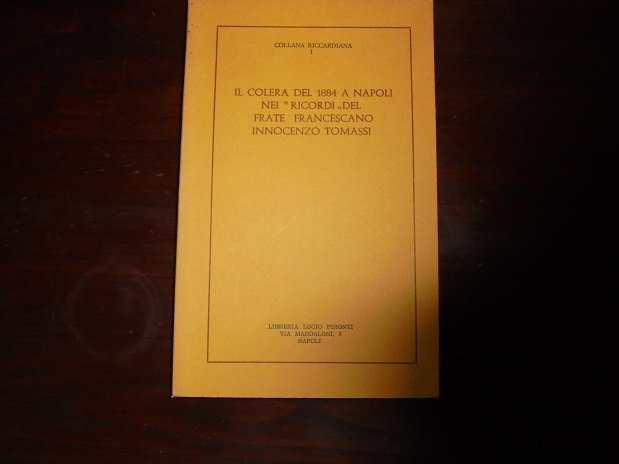 COLLANA RICCARDIANA
I
IL COLERA DEL 1884 A NAPOLI
NEI “ RICORDI „ DEL
FRATE FRANCESCANO
INNOCENZO TOMASSI
LIBRERIA LUCIO PIRONTI
VIA MADDALONI, 2
NAPOLI